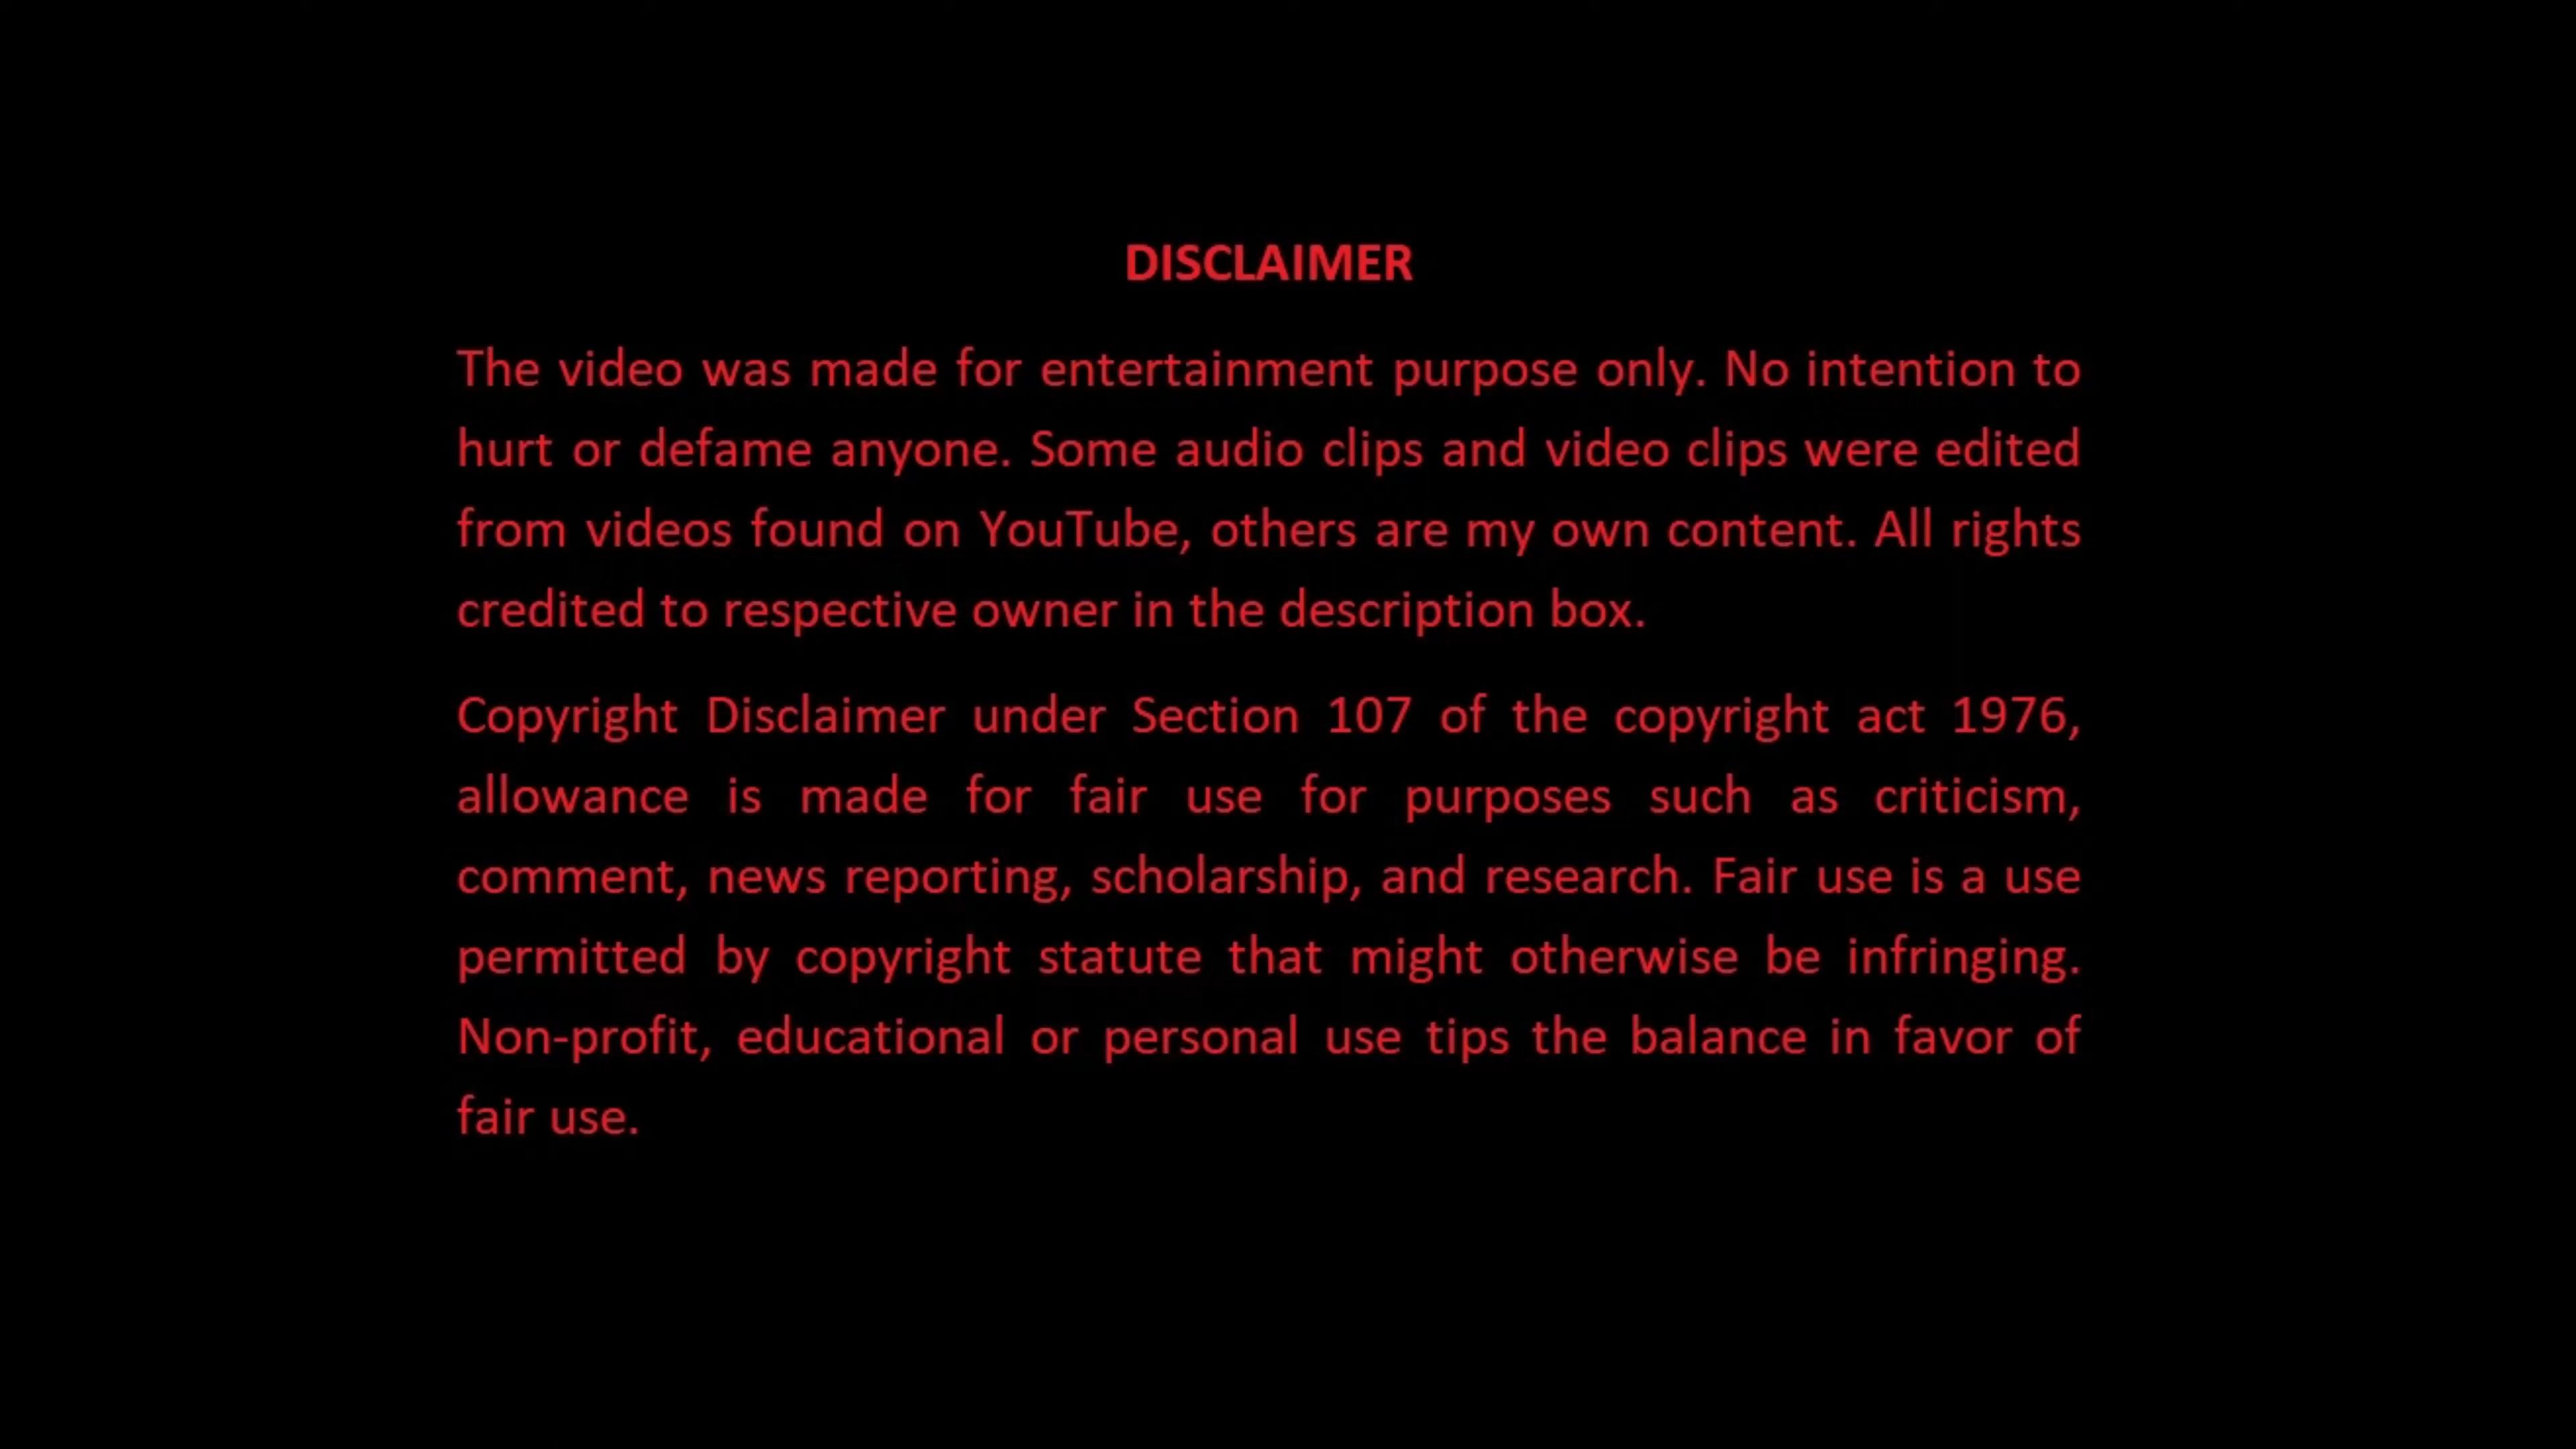 DISCLAIMER
The video was made for entertainment purpose only. No intention to
hurt or defame anyone. Some audio clips and video clips were edited
from videos found on YouTube, others are my own content. All rights
credited to respective owner in the description box.
Copyright Disclaimer under Section 107 of the copyright act 1976,
allowance is made for fair use for purposes such as criticism,
comment, news reporting, scholarship, and research. Fair use is a use
permitted by copyright statute that might otherwise be infringing.
Non-profit, educational or personal use tips the balance in favor of
fair use.